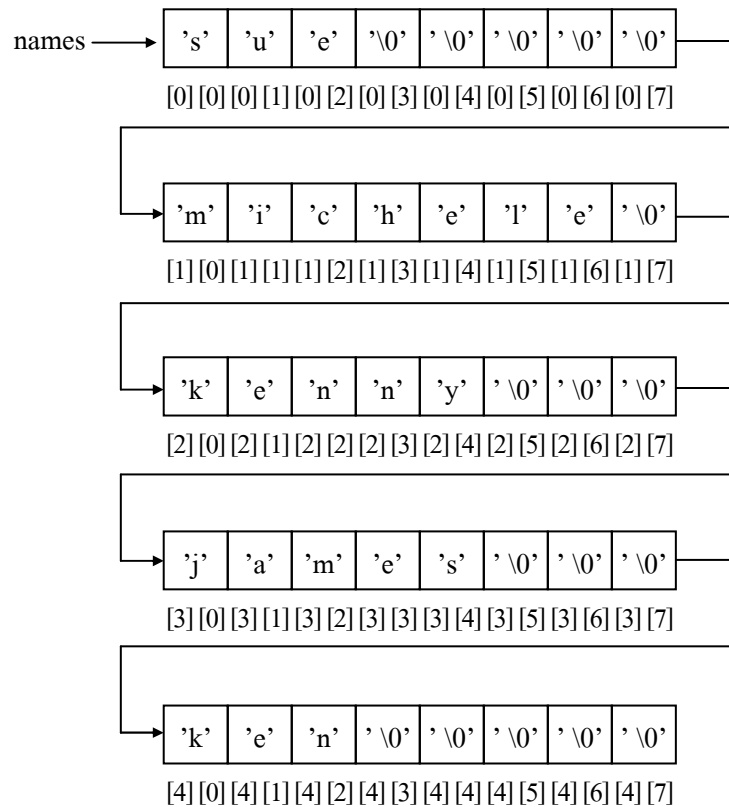 names ’s’ ’u’ ’e’ ’\0’ ’ \0’ ’ \0’ ’ \0’ ’ \0’
[0] [0] [0] [1] [0] [2] [0] [3] [0] [4] [0] [5] [0] [6] [0] [7]
’m’ ’i’ ’c’ ’h’ ’e’ ’l’ ’e’ ’ \0’
[1] [0] [1] [1] [1] [2] [1] [3] [1] [4] [1] [5] [1] [6] [1] [7]
’k’ ’e’ ’n’ ’n’ ’y’ ’ \0’ ’ \0’ ’ \0’
[2] [0] [2] [1] [2] [2] [2] [3] [2] [4] [2] [5] [2] [6] [2] [7]
’j’ ’a’ ’m’ ’e’ ’s’ ’ \0’ ’ \0’ ’ \0’
[3] [0] [3] [1] [3] [2] [3] [3] [3] [4] [3] [5] [3] [6] [3] [7]
’k’ ’e’ ’n’ ’ \0’ ’ \0’ ’ \0’ ’ \0’ ’ \0’
[4] [0] [4] [1] [4] [2] [4] [3] [4] [4] [4] [5] [4] [6] [4] [7]